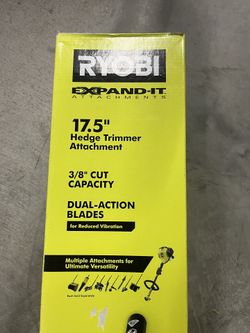 RYOBI
EXPAND-IT
ATTACHMENTS
17.5"
Hedge Trimmer
Attachment
3/8" CUT
CAPACITY
DUAL-ACTION
BLADES
for Reduced Vibration
Multiple Attachments for
Ultimate Versatility